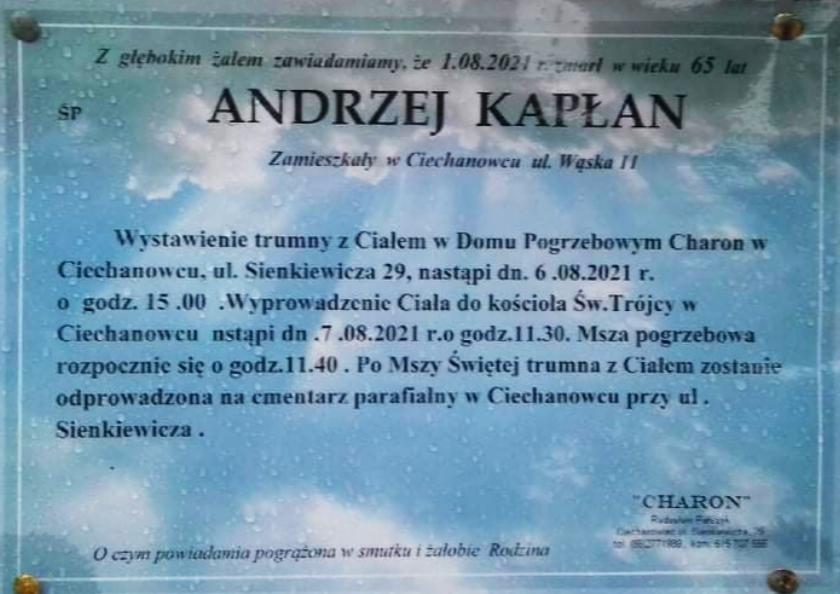 Z głębokim żalem zawiadamiamy, że 1.08.2021 r. zmarł w wieku 65 lat
ŚP ANDRZEJ KAPŁAN
Zamieszkały w Ciechanowcu ul. Wąska 11
Wystawienie trumny z Ciałem w Domu Pogrzebowym Charon w
Ciechanowcu, ul. Sienkiewicza 29, nastąpi dn. 6 .08.2021 r.
o godz. 15 .00 .Wyprowadzenie Ciała do kościoła Św.Trójcy w
Ciechanowcu nstąpi dn .7 .08.2021 r.o godz.11.30. Msza pogrzebowa
rozpocznie się o godz.11.40 . Po Mszy Świętej trumna z Ciałem zostanie
odprowadzona na cmentarz parafialny w Ciechanowcu przy ul .
Sienkiewicza .
"CHARON"
Ciechanowiec ul. Sienkiewicza
O czym powiadamia pogrążona w smutku i żałobie Rodzina